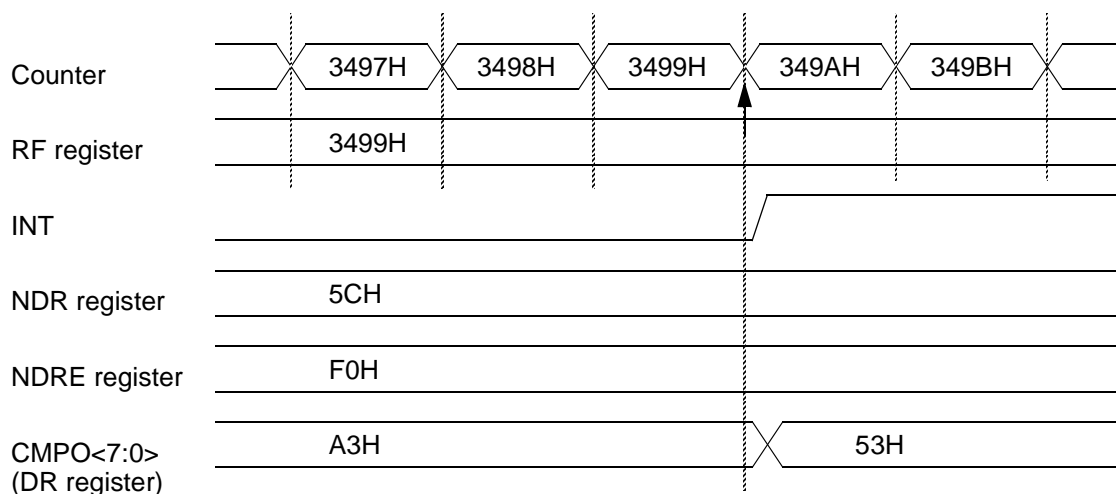 Counter 3497H 3498H 3499H 349AH 349BH
RF register 3499H
INT
NDR register 5CH
NDRE register F0H
CMPO<7:0> A3H 53H
(DR register)